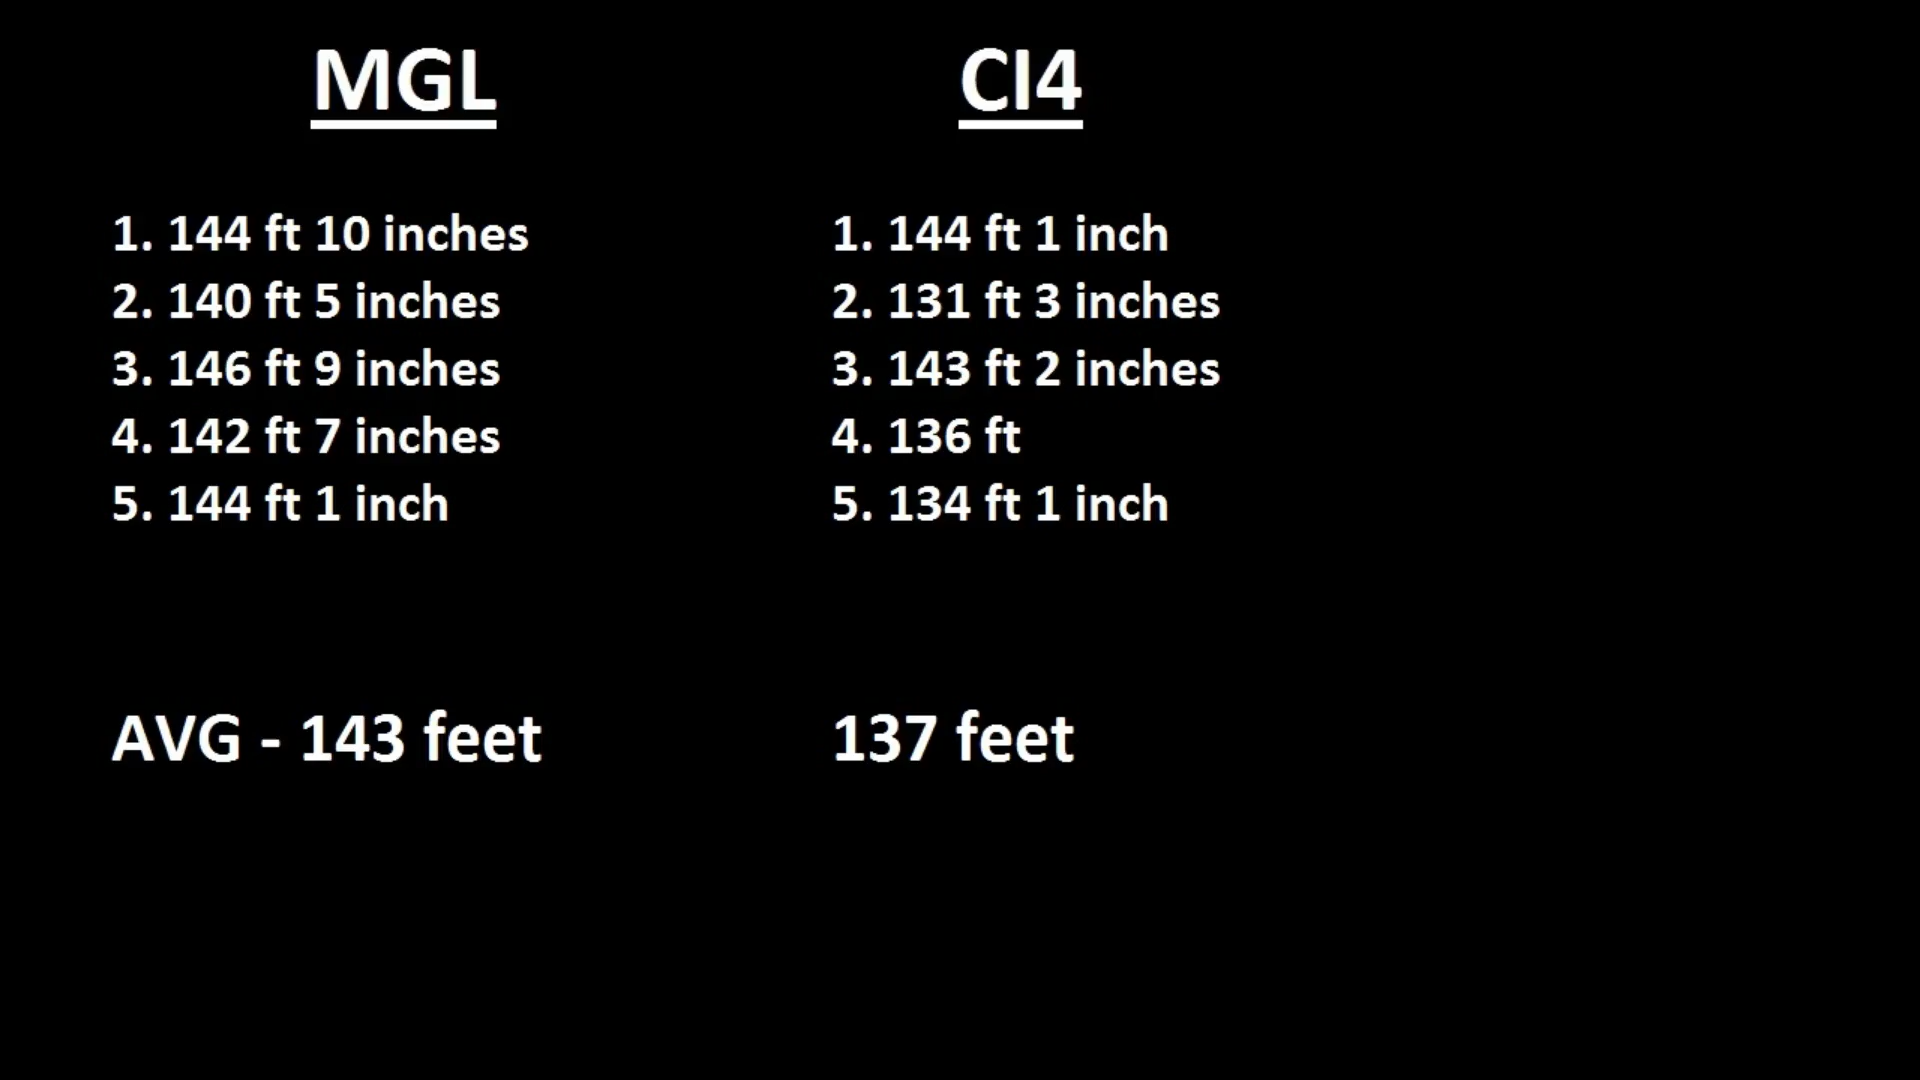 MGL
1. 144 ft 10 inches
2. 140 ft 5 inches
3. 146 ft 9 inches
4. 142 ft 7 inches
5. 144 ft 1 inch
AVG - 143 feet
CI4
1. 144 ft 1 inch
2. 131 ft 3 inches
3. 143 ft 2 inches
4. 136 ft
5. 134 ft 1 inch
137 feet